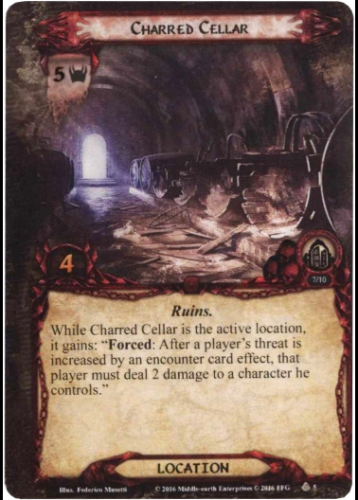 CHARRED CELLAR
5
4
7/10
Ruins.
While Charred Cellar is the active location,
it gains: “Forced: After a player's threat is
increased by an encounter card effect, that
player must deal 2 damage to a character he
controls.”
LOCATION
Illus. Federico Musetti © 2016 Middle-earth Enterprises © 2016 FFG